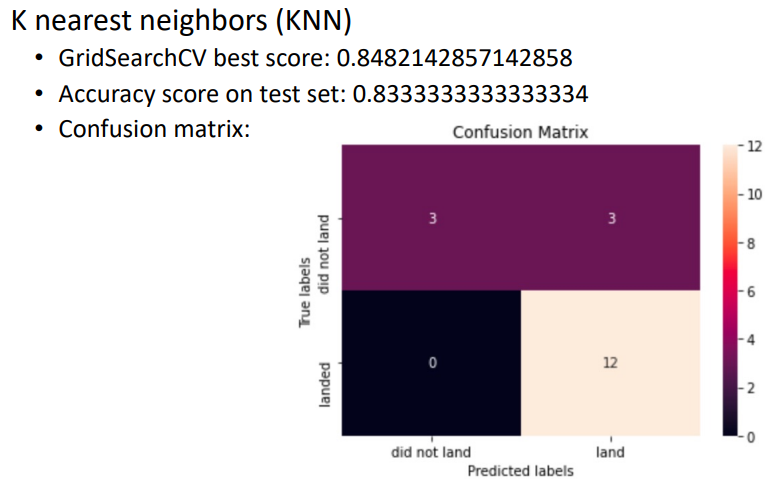 K nearest neighbors (KNN)
• GridSearchCV best score: 0.8482142857142858
• Accuracy score on test set: 0.8333333333333334
• Confusion matrix:
Confusion Matrix
True labels
did not land
landed
3
3
0
12
did not land
land
Predicted labels
12
10
8
6
4
2
0